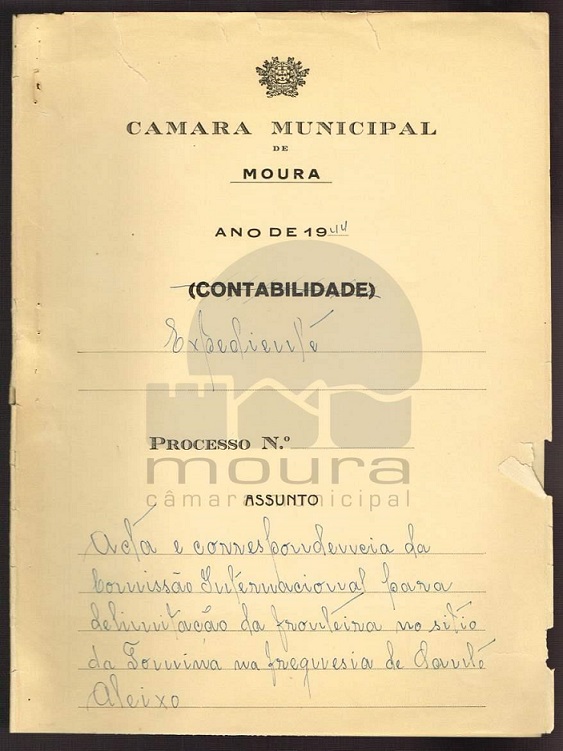 CAMARA MUNICIPAL
DE
MOURA
ANO DE 1944
(CONTABILIDADE)
Expediente
PROCESSO N.º
moura
câmara municipal
ASSUNTO
Acta e correspondencia da
Comissão Internacional para
delimitação da fronteira no sitio
da Tomina na freguesia de Santo
Aleixo